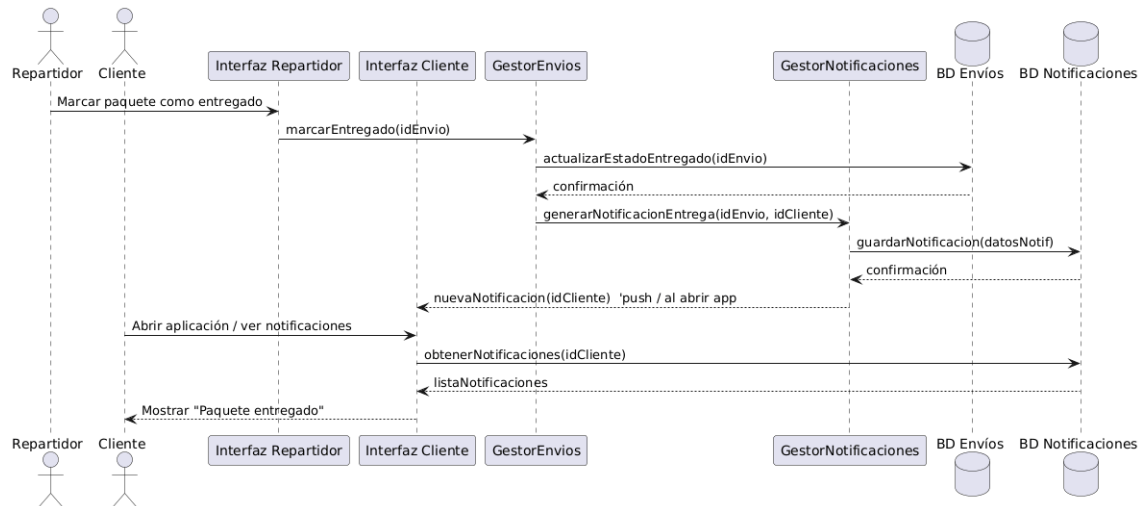 Repartidor
Cliente
Interfaz Repartidor
Interfaz Cliente
GestorEnvios
GestorNotificaciones
BD Envíos
BD Notificaciones
Marcar paquete como entregado
marcarEntregado(idEnvio)
actualizarEstadoEntregado(idEnvio)
confirmación
generarNotificacionEntrega(idEnvio, idCliente)
guardarNotificacion(datosNotif)
confirmación
nuevaNotificacion(idCliente)  'push / al abrir app
Abrir aplicación / ver notificaciones
obtenerNotificaciones(idCliente)
listaNotificaciones
Mostrar "Paquete entregado"
Repartidor
Cliente
Interfaz Repartidor
Interfaz Cliente
GestorEnvios
GestorNotificaciones
BD Envíos
BD Notificaciones